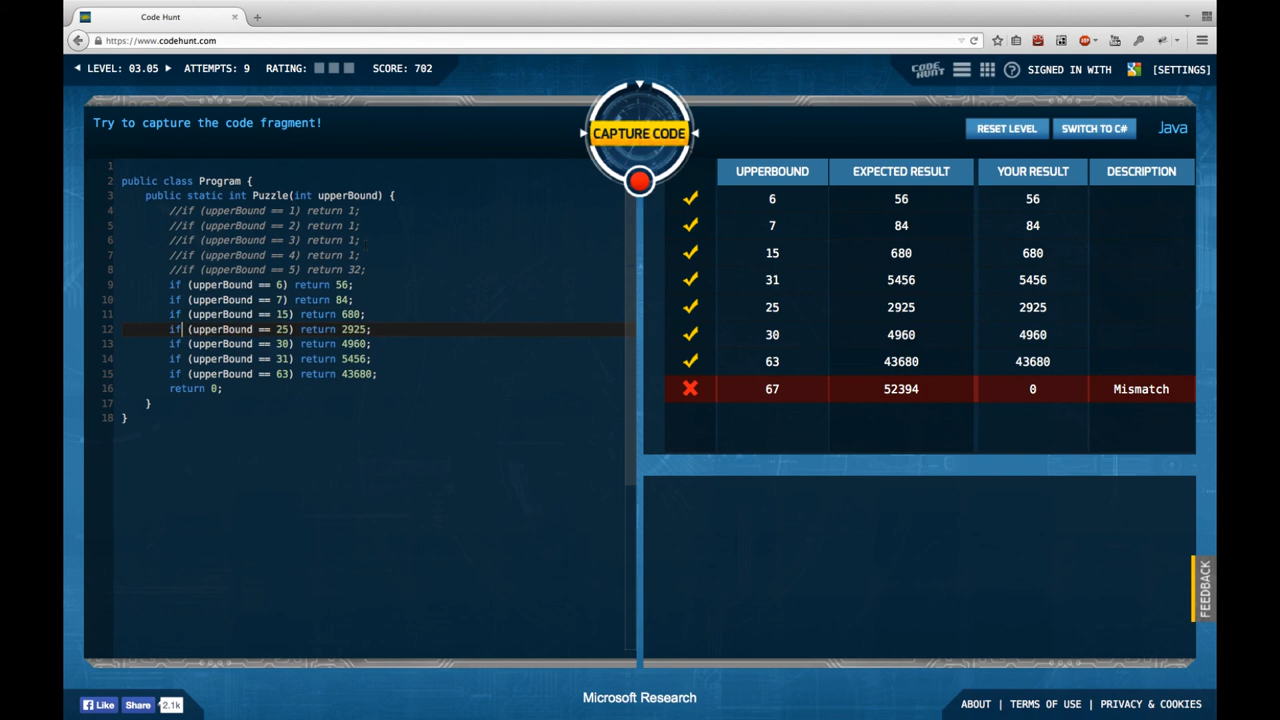 Code Hunt
https://www.codehunt.com
LEVEL: 03.05
ATTEMPTS: 9
RATING:
SCORE: 702
CODE HUNT
SIGNED IN WITH
[SETTINGS]
Try to capture the code fragment!
CAPTURE CODE
RESET LEVEL
SWITCH TO C#
Java
1
2 public class Program {
3 public static int Puzzle(int upperBound) {
4 //if (upperBound == 1) return 1;
5 //if (upperBound == 2) return 1;
6 //if (upperBound == 3) return 1;
7 //if (upperBound == 4) return 1;
8 //if (upperBound == 5) return 32;
9 if (upperBound == 6) return 56;
10 if (upperBound == 7) return 84;
11 if (upperBound == 15) return 680;
12 if (upperBound == 25) return 2925;
13 if (upperBound == 30) return 4960;
14 if (upperBound == 31) return 5456;
15 if (upperBound == 63) return 43680;
16 return 0;
17 }
18 }
UPPERBOUND EXPECTED RESULT YOUR RESULT DESCRIPTION
6 56 56
7 84 84
15 680 680
31 5456 5456
25 2925 2925
30 4960 4960
63 43680 43680
67 52394 0 Mismatch
FEEDBACK
Like Share 2.1k
Microsoft Research
ABOUT | TERMS OF USE | PRIVACY & COOKIES